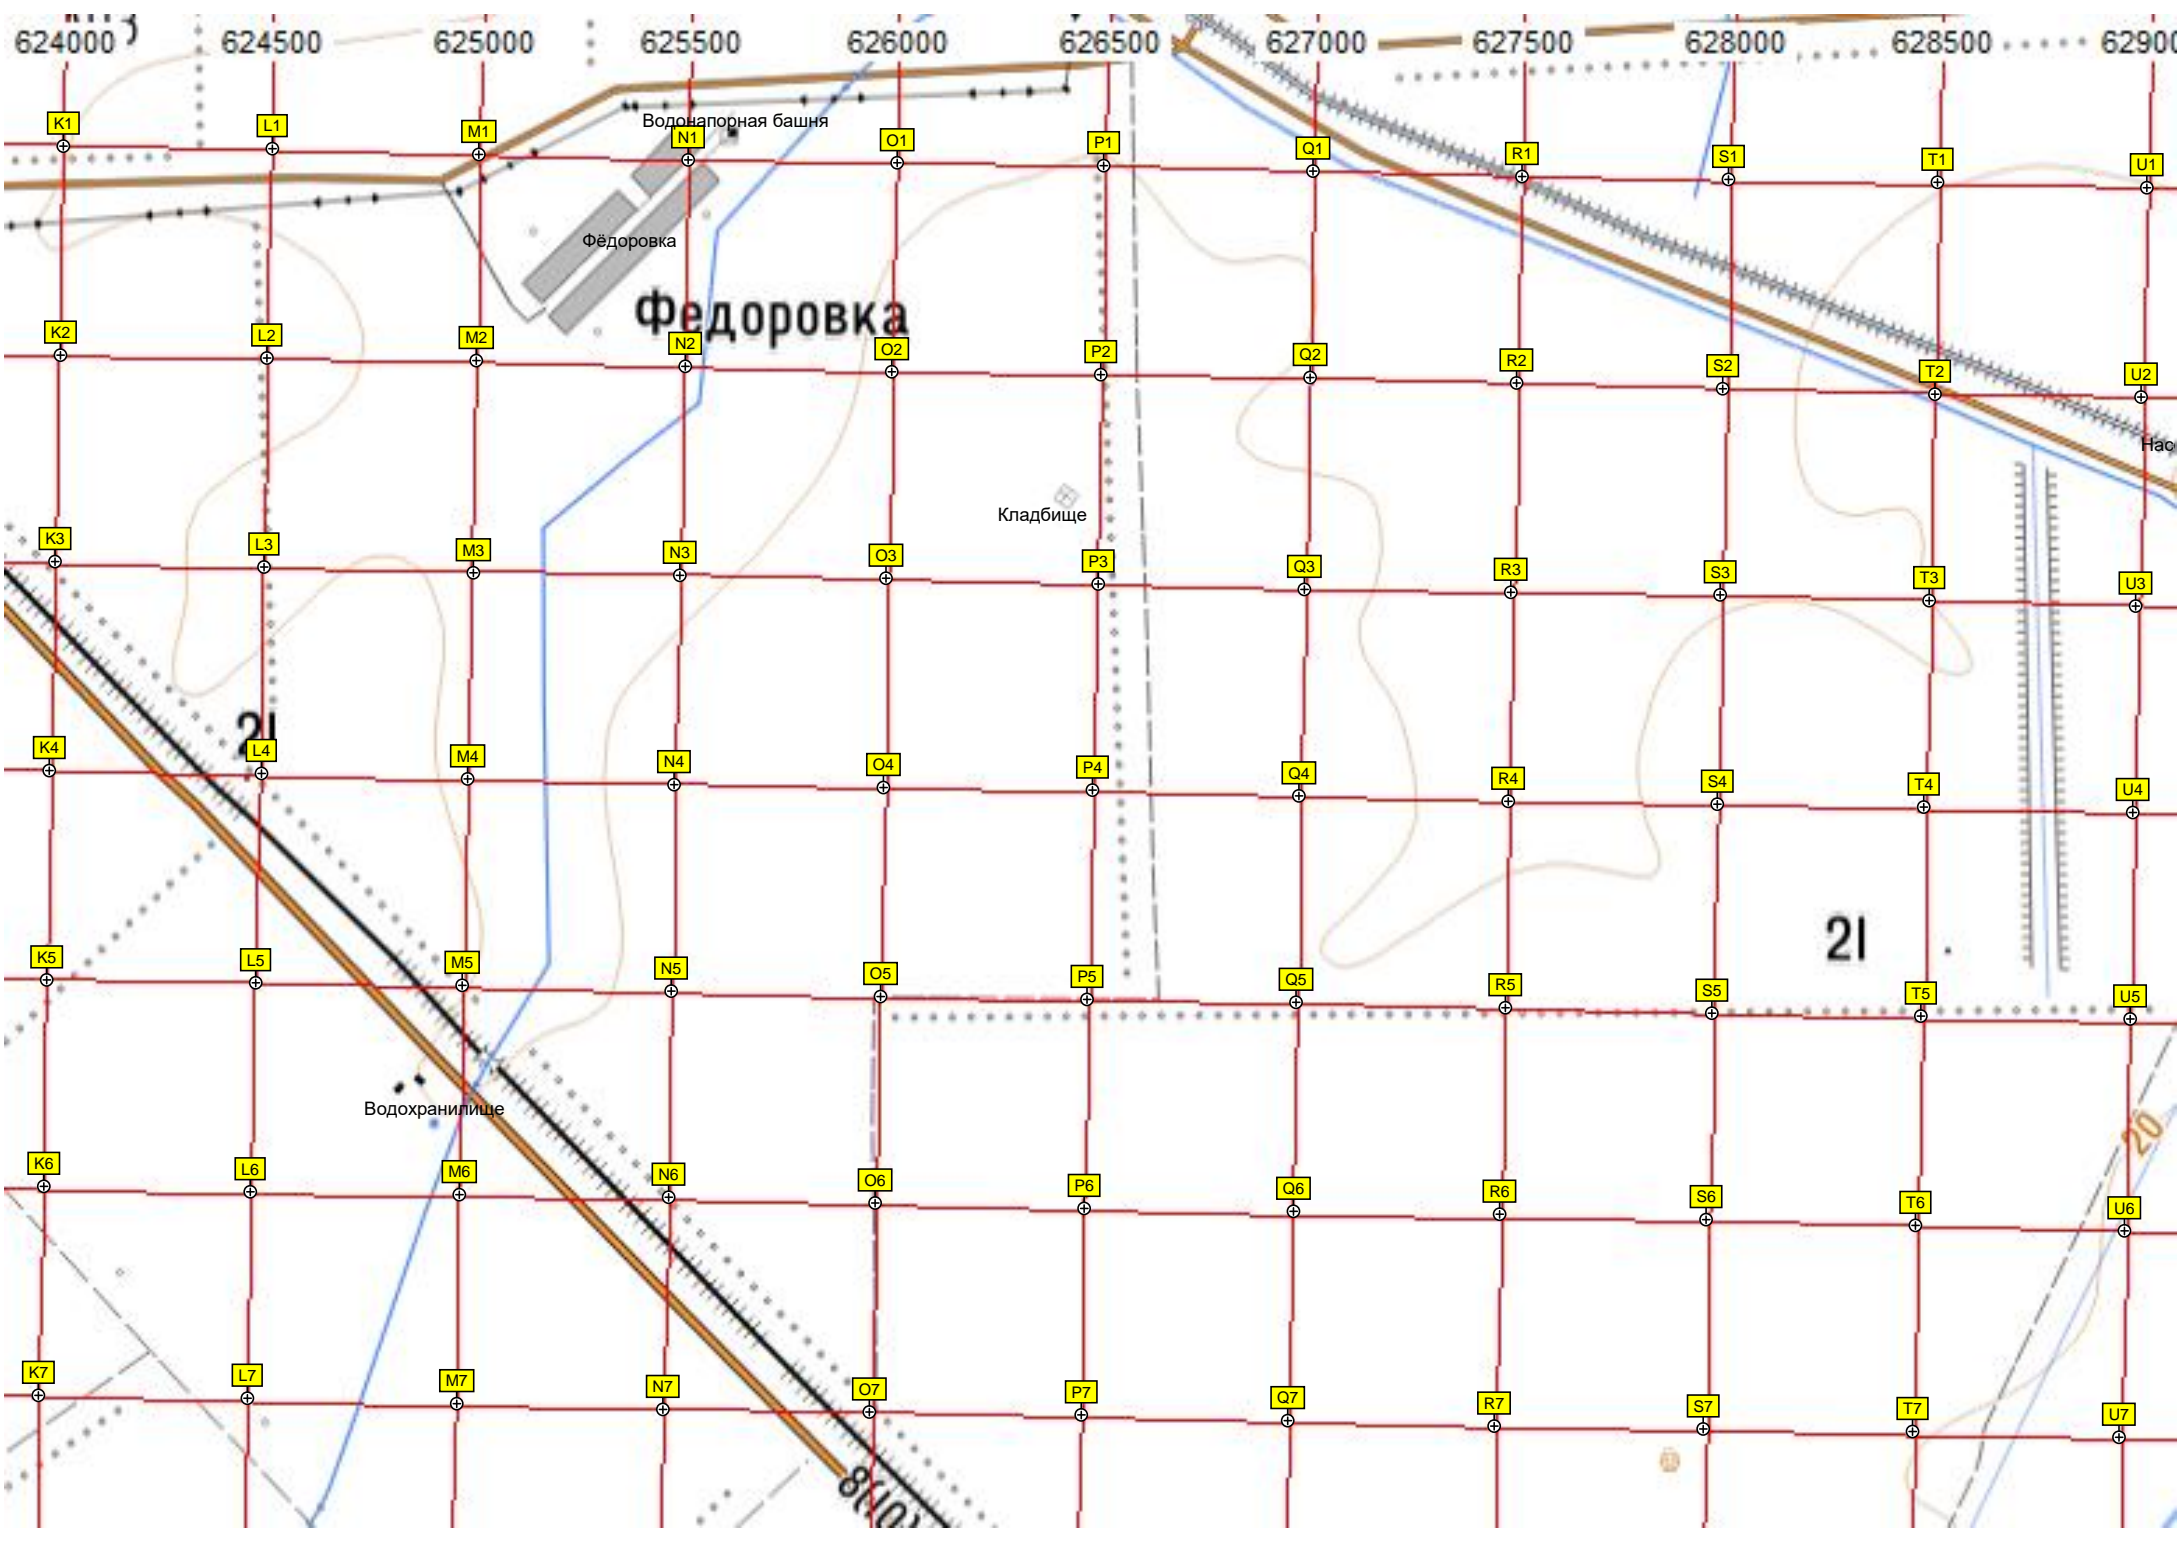 624000 624500 625000 625500 626000 626500 627000 627500 628000 628500
Водонапорная башня
K1 L1 M1 N1 O1 P1 Q1 R1 S1 T1 U1
Фёдоровка
Федоровка
K2 L2 M2 N2 O2 P2 Q2 R2 S2 T2 U2
Кладбище
K3 L3 M3 N3 O3 P3 Q3 R3 S3 T3 U3
K4 L4 M4 N4 O4 P4 Q4 R4 S4 T4 U4
K5 L5 M5 N5 O5 P5 Q5 R5 S5 T5 U5
Водохранилище
20
K6 L6 M6 N6 O6 P6 Q6 R6 S6 T6 U6
K7 L7 M7 N7 O7 P7 Q7 R7 S7 T7 U7